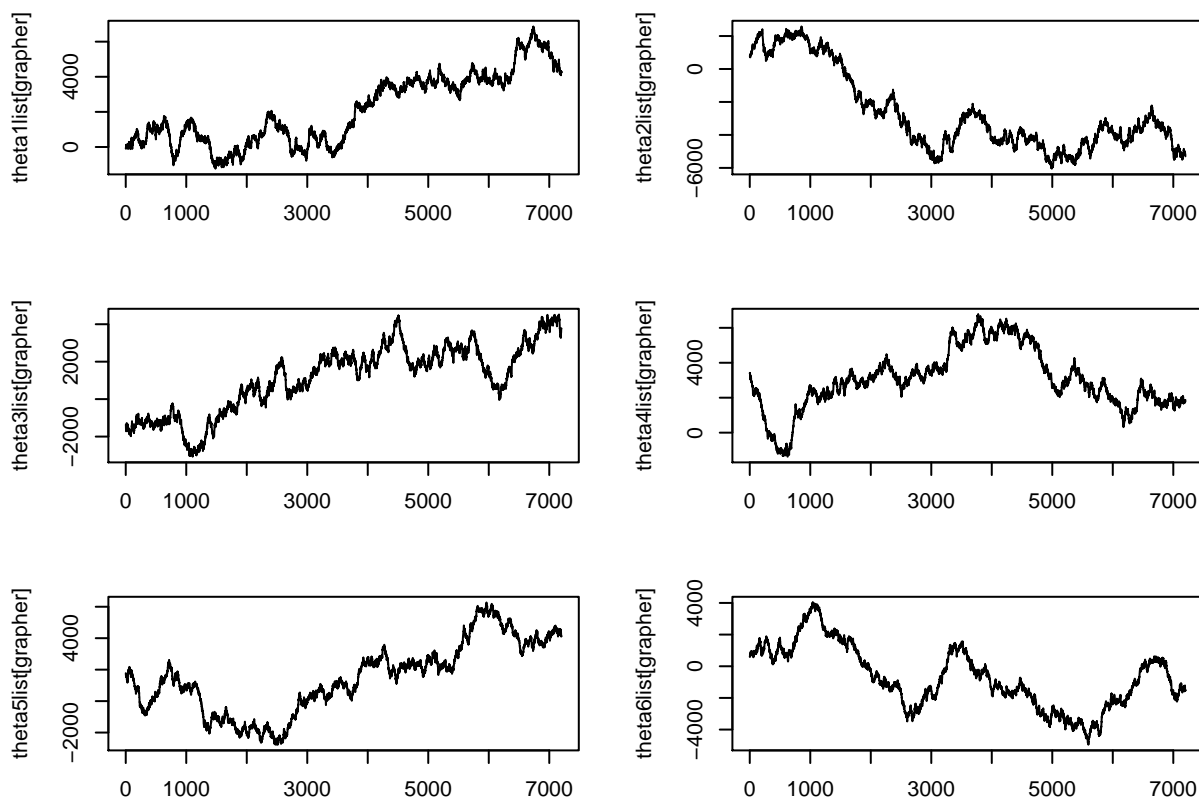 theta1list[grapher]
4000
0
0 1000 3000 5000 7000
theta2list[grapher]
0
−6000
0 1000 3000 5000 7000
theta3list[grapher]
2000
−2000
0 1000 3000 5000 7000
theta4list[grapher]
4000
0
0 1000 3000 5000 7000
theta5list[grapher]
4000
−2000
0 1000 3000 5000 7000
theta6list[grapher]
4000
0
−4000
0 1000 3000 5000 7000